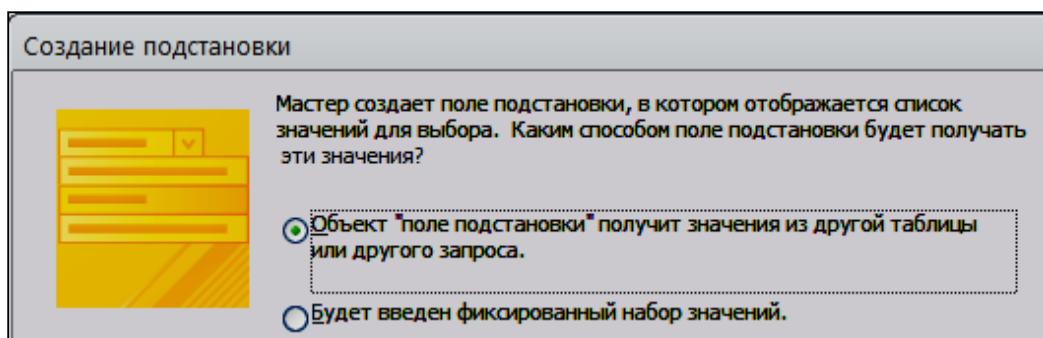 Создание подстановки
Мастер создает поле подстановки, в котором отображается список
значений для выбора. Каким способом поле подстановки будет получать
эти значения?
Объект "поле подстановки" получит значения из другой таблицы
или другого запроса.
Будет введен фиксированный набор значений.